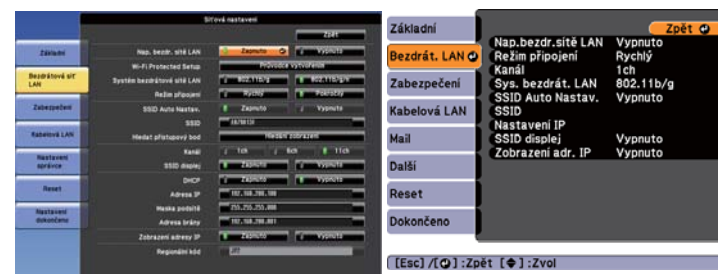 Síťová nastavení
Zpět
Základní
Bezdrátová síť
LAN
Zabezpečení
Kabelová LAN
Nastavení
správce
Reset
Nastavení
dokončeno
Nap. bezdr. sítě LAN Zapnuto Vypnuto
Wi-Fi Protected Setup Průvodce vytvořením
Systém bezdrátové sítě LAN 802.11b/g 802.11b/g/n
Režim připojení Rychlý Pokročilý
SSID Auto Nastav. Zapnuto Vypnuto
SSID
Hledat přístupový bod Hledání zobrazení
Kanál 1ch 6ch 11ch
SSID displej Zapnuto Vypnuto
DHCP Zapnuto Vypnuto
Adresa IP
Maska podsítě
Adresa brány
Zobrazení adresy IP Zapnuto Vypnuto
Regionální kód
Základní
Bezdrát. LAN
Zabezpečení
Kabelová LAN
Mail
Další
Reset
Dokončeno
Zpět
Nap.bezdr.sítě LAN Vypnuto
Režim připojení Rychlý
Kanál 1ch
Sys. bezdrát. LAN 802.11b/g
SSID Auto Nastav. Vypnuto
SSID
Nastavení IP
SSID displej Vypnuto
Zobrazení adr. IP Vypnuto
[Esc] /[ ] :Zpět [ ] :Zvol